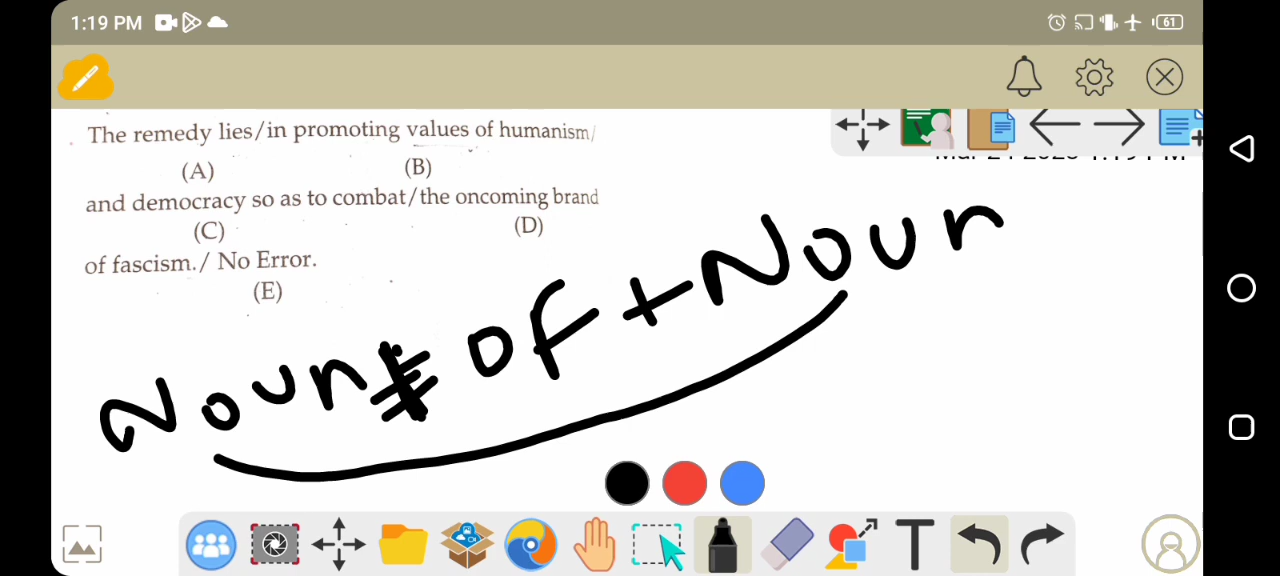 1:19 PM
61
The remedy lies/in promoting values of humanism/
(A) (B)
and democracy so as to combat/the oncoming brand
(C) (D)
of fascism./ No Error.
(E)
Noun of + Noun
T